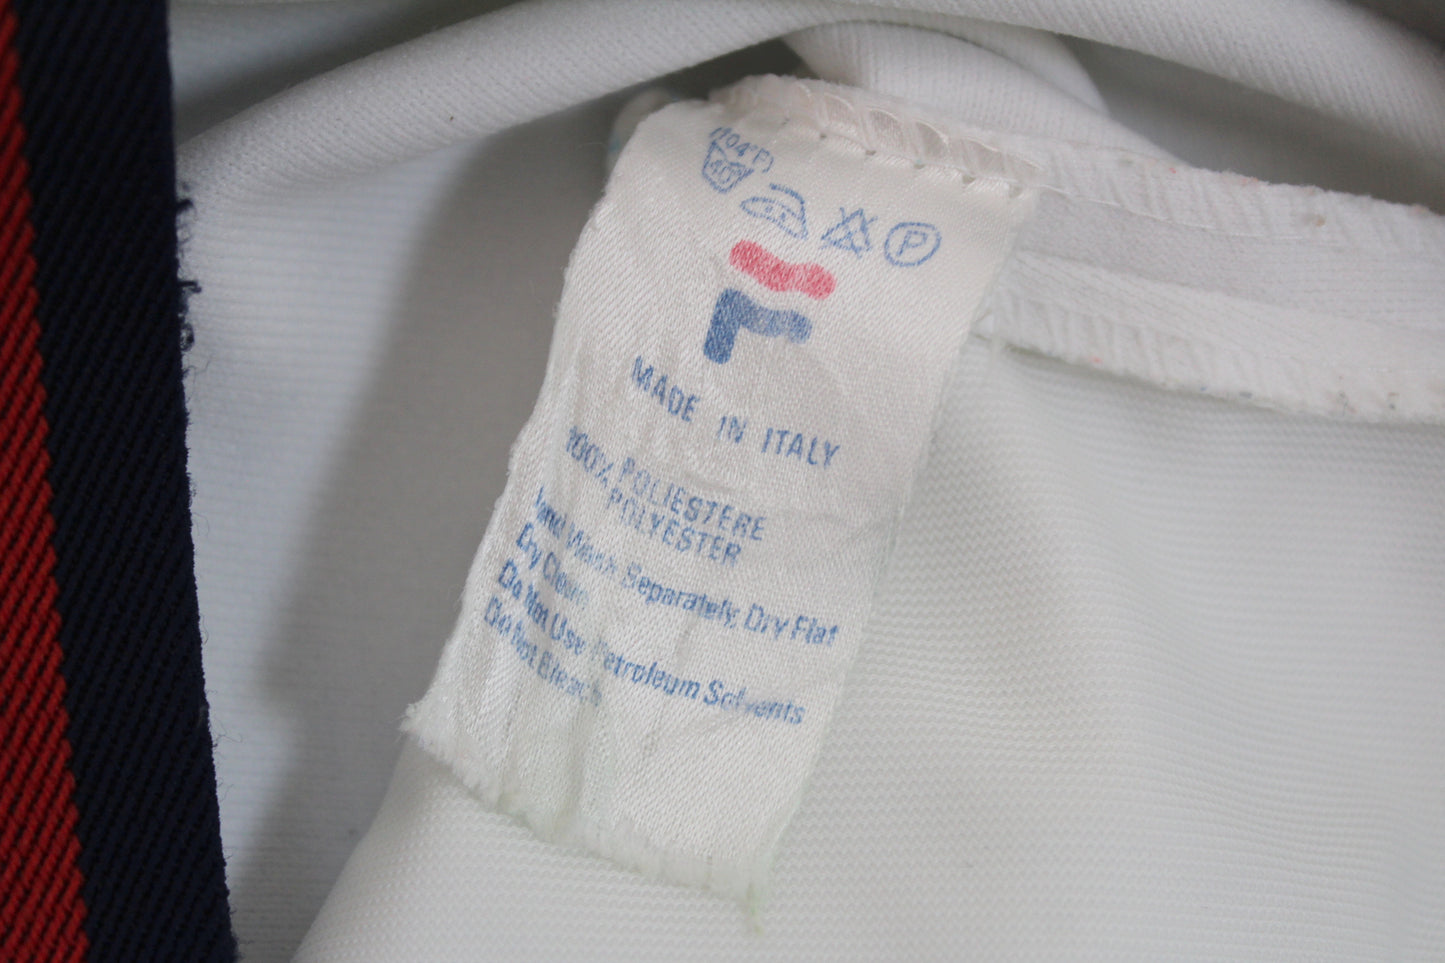 (104°F)
40°
P
F
MADE IN ITALY
100% POLIESTERE
POLYESTER
Hand Wash Separately, Dry Flat
Dry Clean
Do Not Use Petroleum Solvents
Do Not Bleach